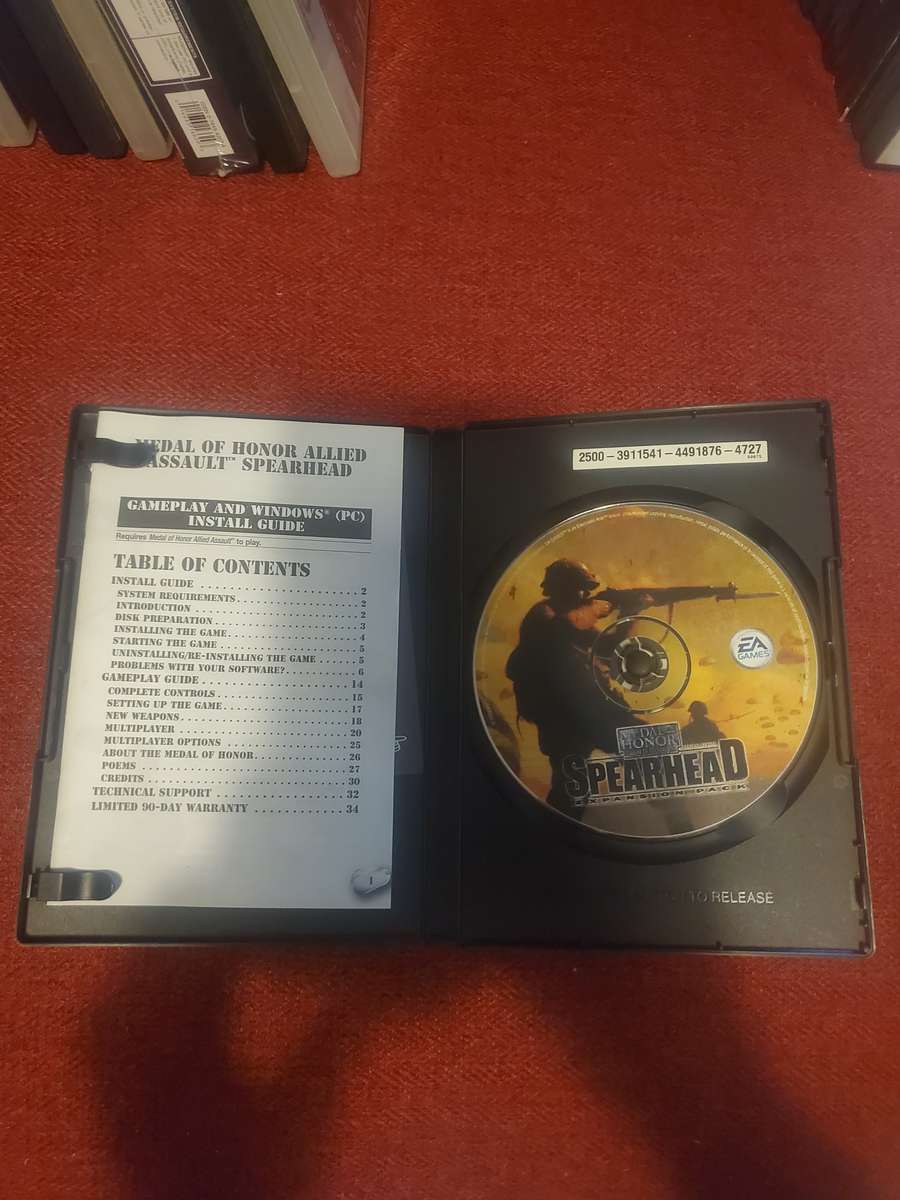 MEDAL OF HONOR ALLIED
ASSAULT™ SPEARHEAD
GAMEPLAY AND WINDOWS® (PC)
INSTALL GUIDE
Requires Medal of Honor Allied Assault™ to play.
TABLE OF CONTENTS
INSTALL GUIDE . . . . . . . . . . . . . . . . . . . . 2
SYSTEM REQUIREMENTS . . . . . . . . . . . . . . . 2
INTRODUCTION . . . . . . . . . . . . . . . . . . . . 2
DISK PREPARATION . . . . . . . . . . . . . . . . . . 3
INSTALLING THE GAME . . . . . . . . . . . . . . . . 4
STARTING THE GAME . . . . . . . . . . . . . . . . . 5
UNINSTALLING/RE-INSTALLING THE GAME . . . . . . 5
PROBLEMS WITH YOUR SOFTWARE? . . . . . . . . . . 6
GAMEPLAY GUIDE . . . . . . . . . . . . . . . . . . . 14
COMPLETE CONTROLS . . . . . . . . . . . . . . . . . 15
SETTING UP THE GAME . . . . . . . . . . . . . . . . 17
NEW WEAPONS . . . . . . . . . . . . . . . . . . . . 18
MULTIPLAYER . . . . . . . . . . . . . . . . . . . . 20
MULTIPLAYER OPTIONS . . . . . . . . . . . . . . . . 25
ABOUT THE MEDAL OF HONOR . . . . . . . . . . . . . 26
POEMS . . . . . . . . . . . . . . . . . . . . . . . . 27
CREDITS . . . . . . . . . . . . . . . . . . . . . . . 30
TECHNICAL SUPPORT . . . . . . . . . . . . . . . . . 32
LIMITED 90-DAY WARRANTY . . . . . . . . . . . . . 34
1
2500 – 3911541 – 4491876 – 4727
EA
GAMES
MEDAL OF
HONOR
SPEARHEAD
EXPANSION PACK
TO RELEASE